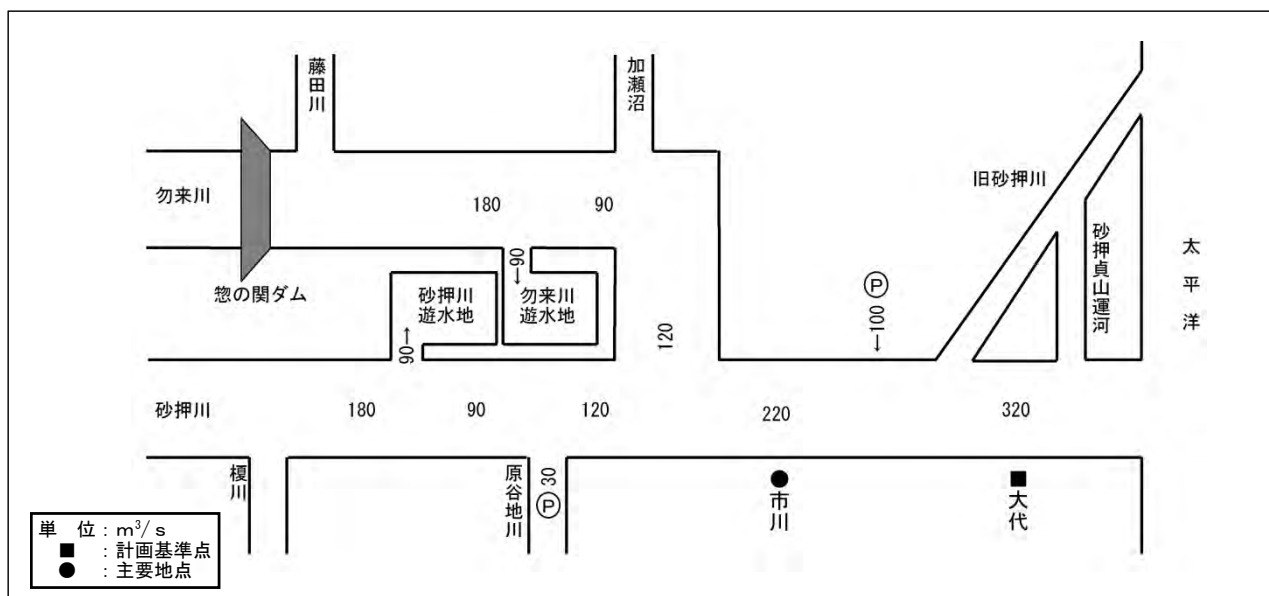 藤田川
加瀬沼
勿来川
180
90
旧砂押川
砂押貞山運河
太平洋
惣の関ダム
砂押川
遊水地
←90
勿来川
遊水地
90→
120
←100 Ⓟ
砂押川
180
90
120
220
320
榎川
原谷地川
Ⓟ 30
市川
大代
単 位:m³/s
■:計画基準点
●:主要地点